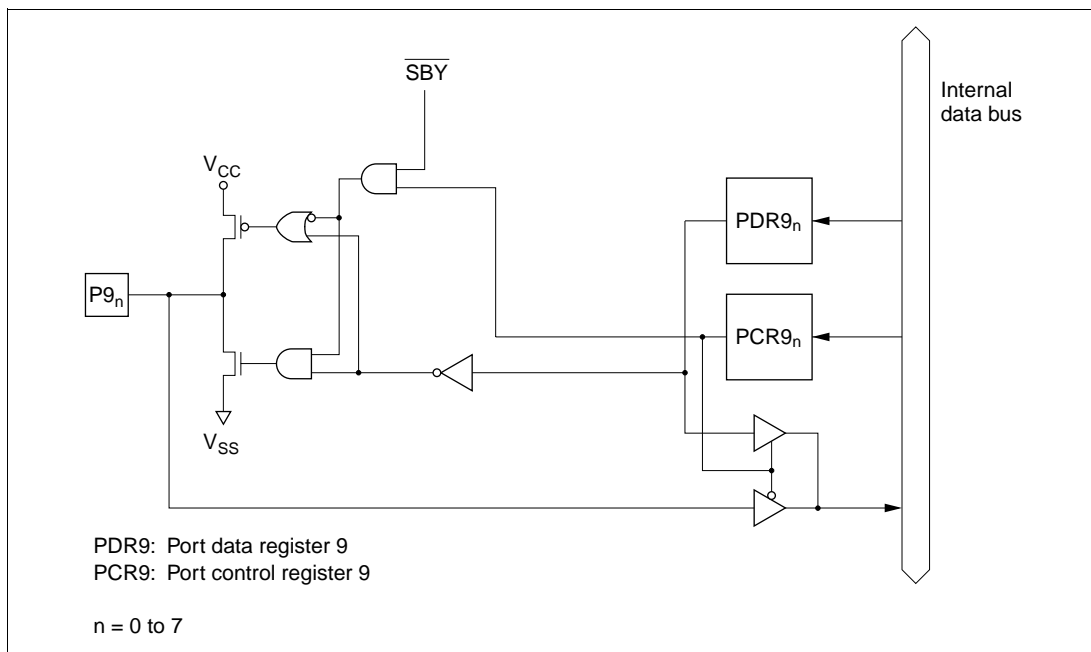 SBY
Internal
data bus
VCC
PDR9n
P9n
PCR9n
VSS
PDR9: Port data register 9
PCR9: Port control register 9
n = 0 to 7